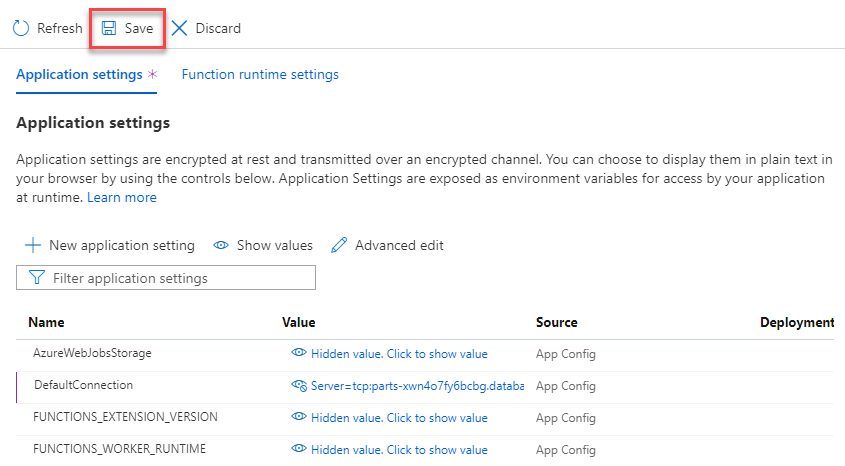 Refresh Save Discard
Application settings * Function runtime settings
Application settings
Application settings are encrypted at rest and transmitted over an encrypted channel. You can choose to display them in plain text in
your browser by using the controls below. Application Settings are exposed as environment variables for access by your application
at runtime. Learn more
New application setting Show values Advanced edit
Filter application settings
Name Value Source Deployment
AzureWebJobsStorage Hidden value. Click to show value App Config
DefaultConnection Server=tcp:parts-xwn4o7fy6bcbg.databa App Config
FUNCTIONS_EXTENSION_VERSION Hidden value. Click to show value App Config
FUNCTIONS_WORKER_RUNTIME Hidden value. Click to show value App Config